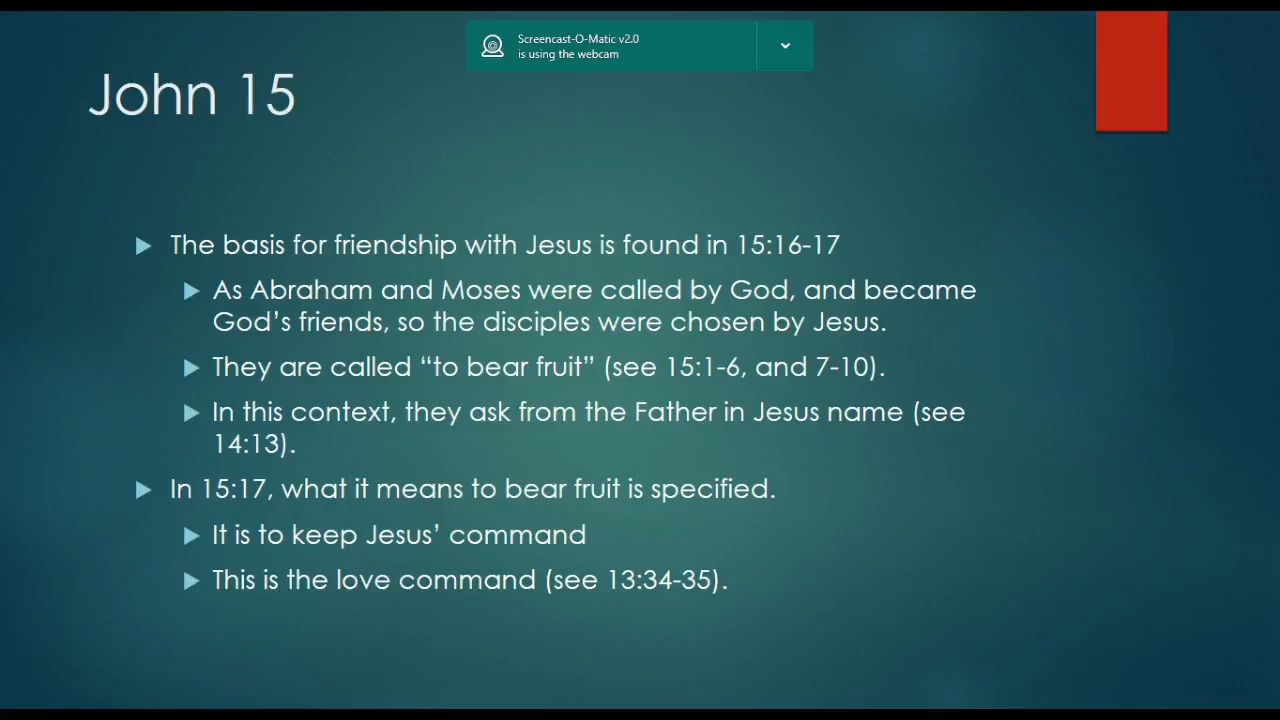 Screencast-O-Matic v2.0
is using the webcam
John 15
The basis for friendship with Jesus is found in 15:16-17
As Abraham and Moses were called by God, and became
God’s friends, so the disciples were chosen by Jesus.
They are called “to bear fruit” (see 15:1-6, and 7-10).
In this context, they ask from the Father in Jesus name (see
14:13).
In 15:17, what it means to bear fruit is specified.
It is to keep Jesus’ command
This is the love command (see 13:34-35).